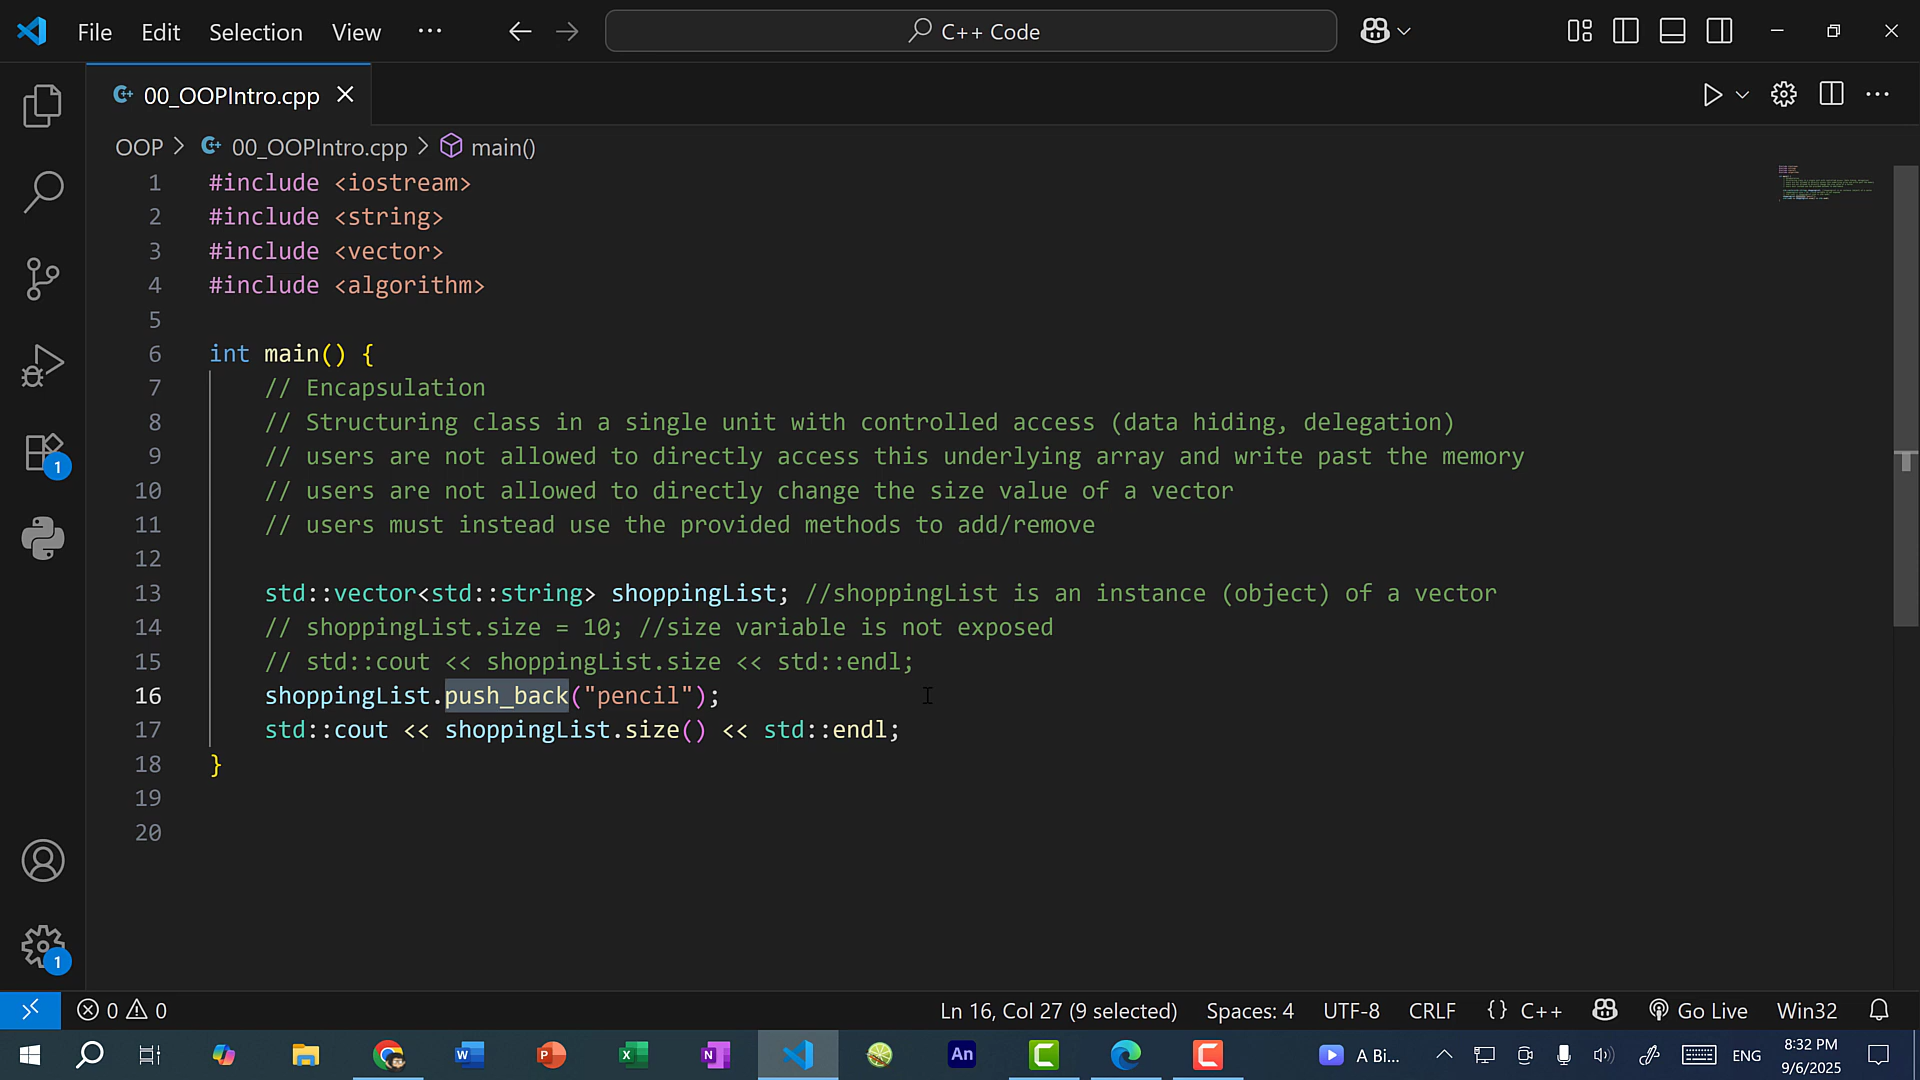 File Edit Selection View ···
C++ Code
00_OOPIntro.cpp
OOP > 00_OOPIntro.cpp > main()
1 #include <iostream>
2 #include <string>
3 #include <vector>
4 #include <algorithm>
5
6 int main() {
7 // Encapsulation
8 // Structuring class in a single unit with controlled access (data hiding, delegation)
9 // users are not allowed to directly access this underlying array and write past the memory
10 // users are not allowed to directly change the size value of a vector
11 // users must instead use the provided methods to add/remove
12
13 std::vector<std::string> shoppingList; //shoppingList is an instance (object) of a vector
14 // shoppingList.size = 10; //size variable is not exposed
15 // std::cout << shoppingList.size << std::endl;
16 shoppingList.push_back("pencil");
17 std::cout << shoppingList.size() << std::endl;
18 }
19
20
1
1
0 0 Ln 16, Col 27 (9 selected) Spaces: 4 UTF-8 CRLF {} C++ Go Live Win32
An A Bi... ENG 8:32 PM
9/6/2025